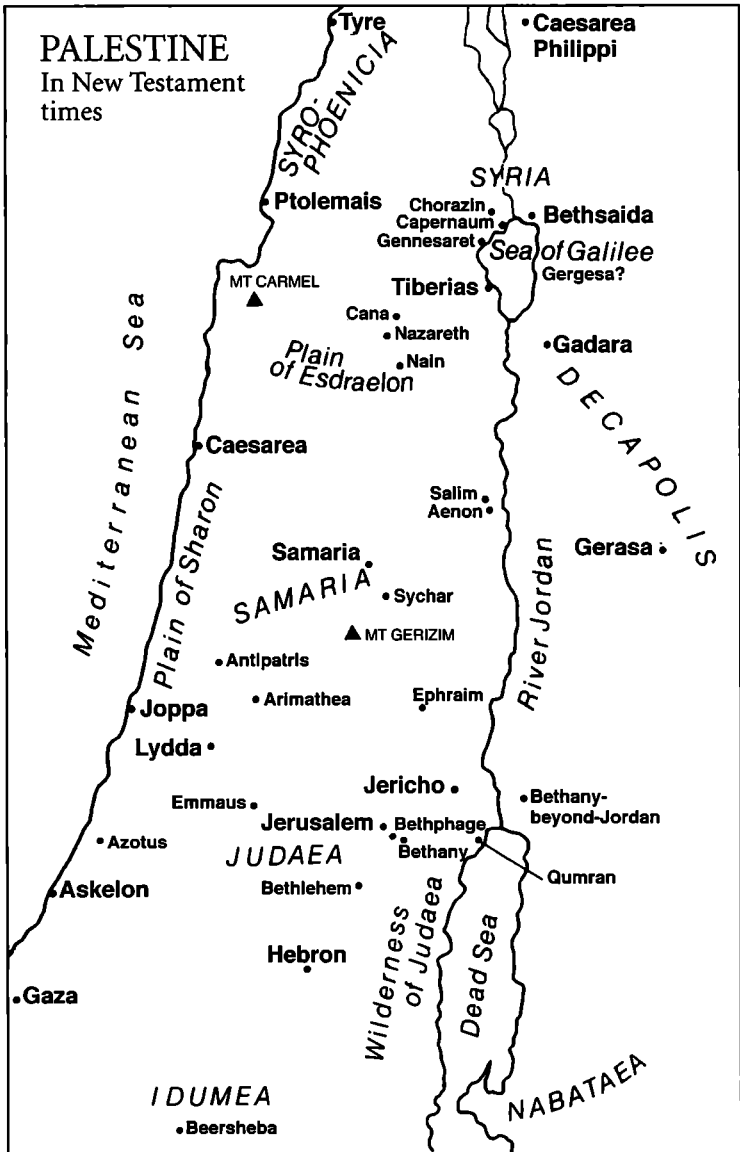 PALESTINE
In New Testament
times
Tyre
Caesarea
Philippi
SYRO-
PHOENICIA
SYRIA
Ptolemais
Chorazin
Capernaum
Gennesaret
Bethsaida
Sea of Galilee
Gergesa?
Tiberias
MT CARMEL
Cana
Nazareth
Nain
Plain
of Esdraelon
Gadara
DECAPOLIS
Mediterranean Sea
Caesarea
Plain of Sharon
Salim
Aenon
Samaria
SAMARIA
Sychar
Gerasa
River Jordan
MT GERIZIM
Antipatris
Arimathea
Ephraim
Joppa
Lydda
Jericho
Emmaus
Bethany-
beyond-Jordan
Jerusalem
Bethphage
Bethany
Azotus
JUDAEA
Qumran
Askelon
Bethlehem
Wilderness
of Judaea
Dead Sea
Hebron
Gaza
IDUMEA
NABATAEA
Beersheba